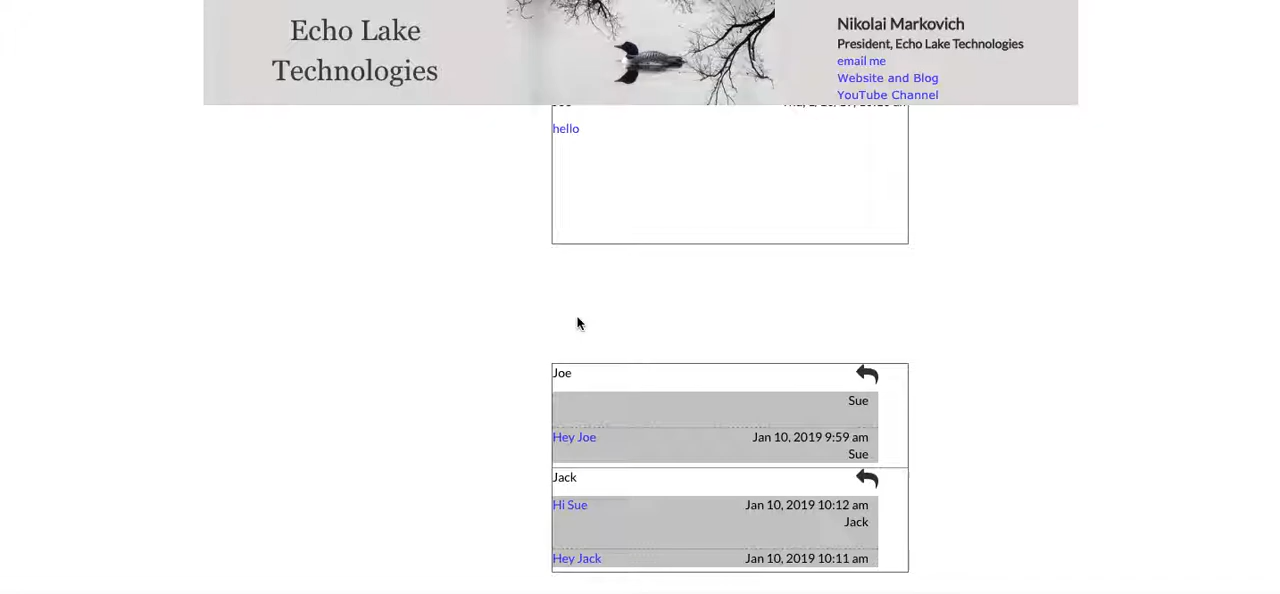 Echo Lake
Technologies
Nikolai Markovich
President, Echo Lake Technologies
email me
Website and Blog
YouTube Channel
hello
Joe
Sue
Hey Joe Jan 10, 2019 9:59 am
Sue
Jack
Hi Sue Jan 10, 2019 10:12 am
Jack
Hey Jack Jan 10, 2019 10:11 am